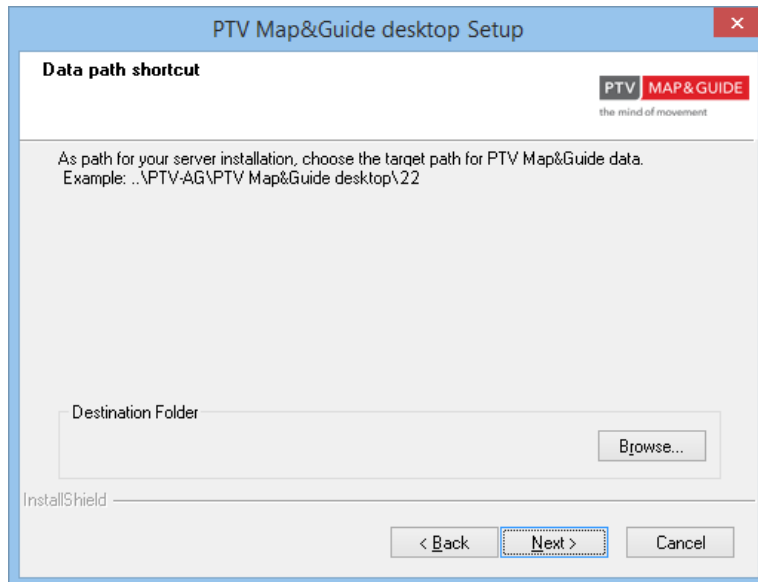 PTV Map&Guide desktop Setup
Data path shortcut
PTV MAP&GUIDE
the mind of movement
As path for your server installation, choose the target path for PTV Map&Guide data.
Example: ..\PTV-AG\PTV Map&Guide desktop\22
Destination Folder
Browse...
InstallShield
< Back Next > Cancel